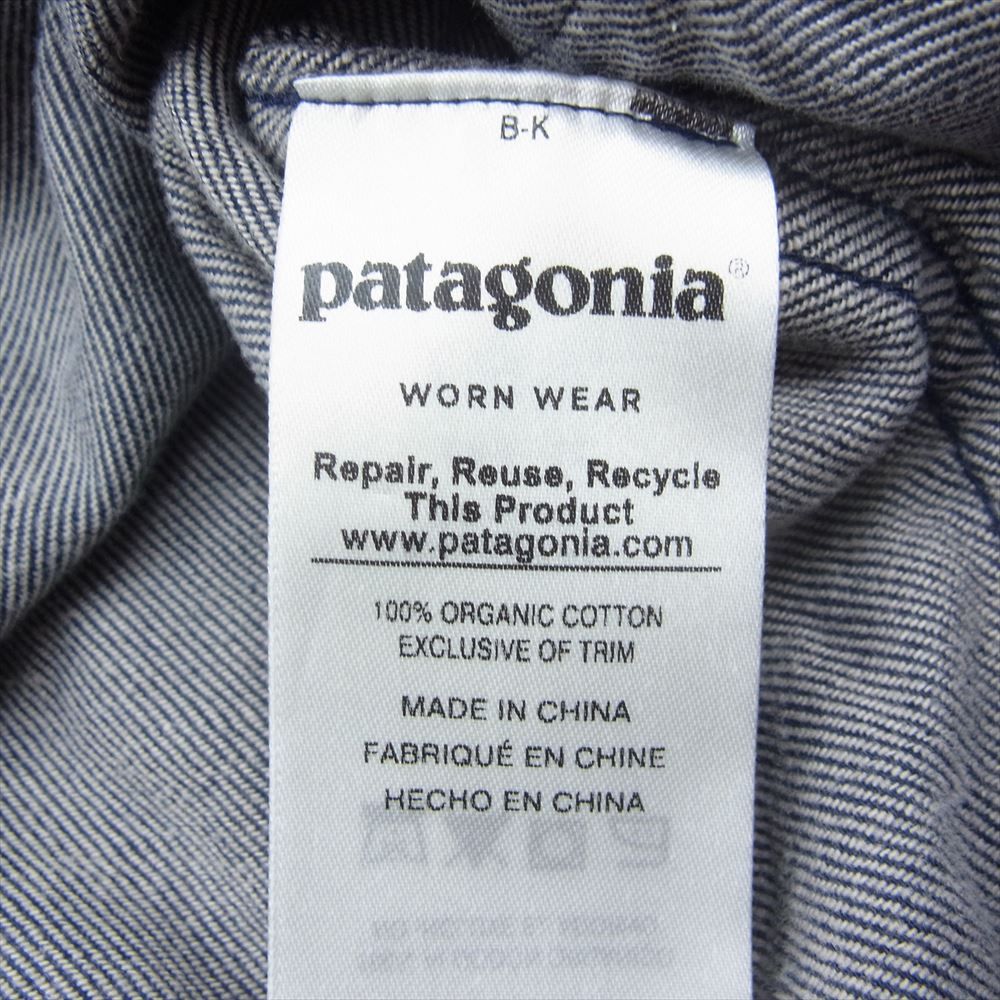 B-K
patagonia®
WORN WEAR
Repair, Reuse, Recycle
This Product
www.patagonia.com
100% ORGANIC COTTON
EXCLUSIVE OF TRIM
MADE IN CHINA
FABRIQUÉ EN CHINE
HECHO EN CHINA